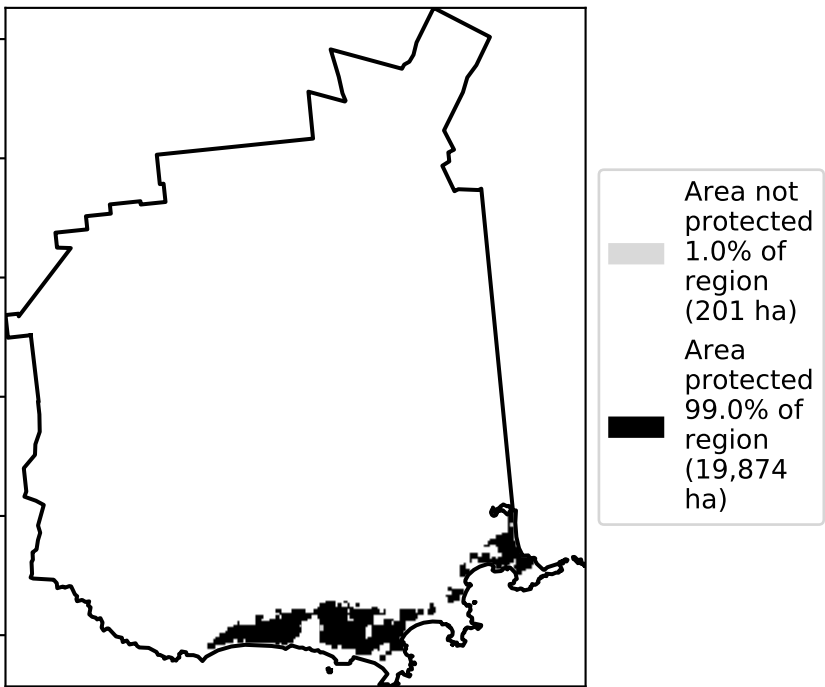 Area not
protected
1.0% of
region
(201 ha)
Area
protected
99.0% of
region
(19,874
ha)